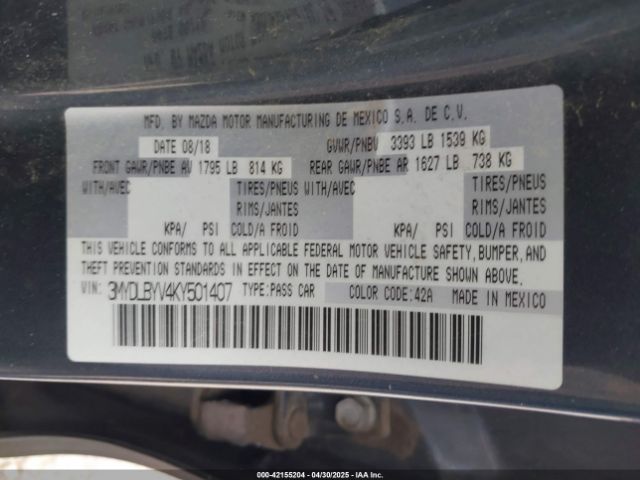 MFD. BY MAZDA MOTOR MANUFACTURING DE MEXICO S.A. DE C.V.
DATE 08/18 GVWR/PNBV 3393 LB 1539 KG
FRONT GAWR/PNBE AV 1795 LB 814 KG REAR GAWR/PNBE AR 1627 LB 738 KG
WITH/AVEC TIRES/PNEUS WITH/AVEC TIRES/PNEUS
RIMS/JANTES RIMS/JANTES
KPA/ PSI COLD/A FROID KPA/ PSI COLD/A FROID
THIS VEHICLE CONFORMS TO ALL APPLICABLE FEDERAL MOTOR VEHICLE SAFETY, BUMPER, AND
THEFT PREVENTION STANDARDS IN EFFECT ON THE DATE OF MANUFACTURE SHOWN ABOVE.
VIN: 3MYDLBYV4KY501407 TYPE:PASS CAR COLOR:42A MADE IN MEXICO
000-42155204 04/30/2025 - IAA Inc.